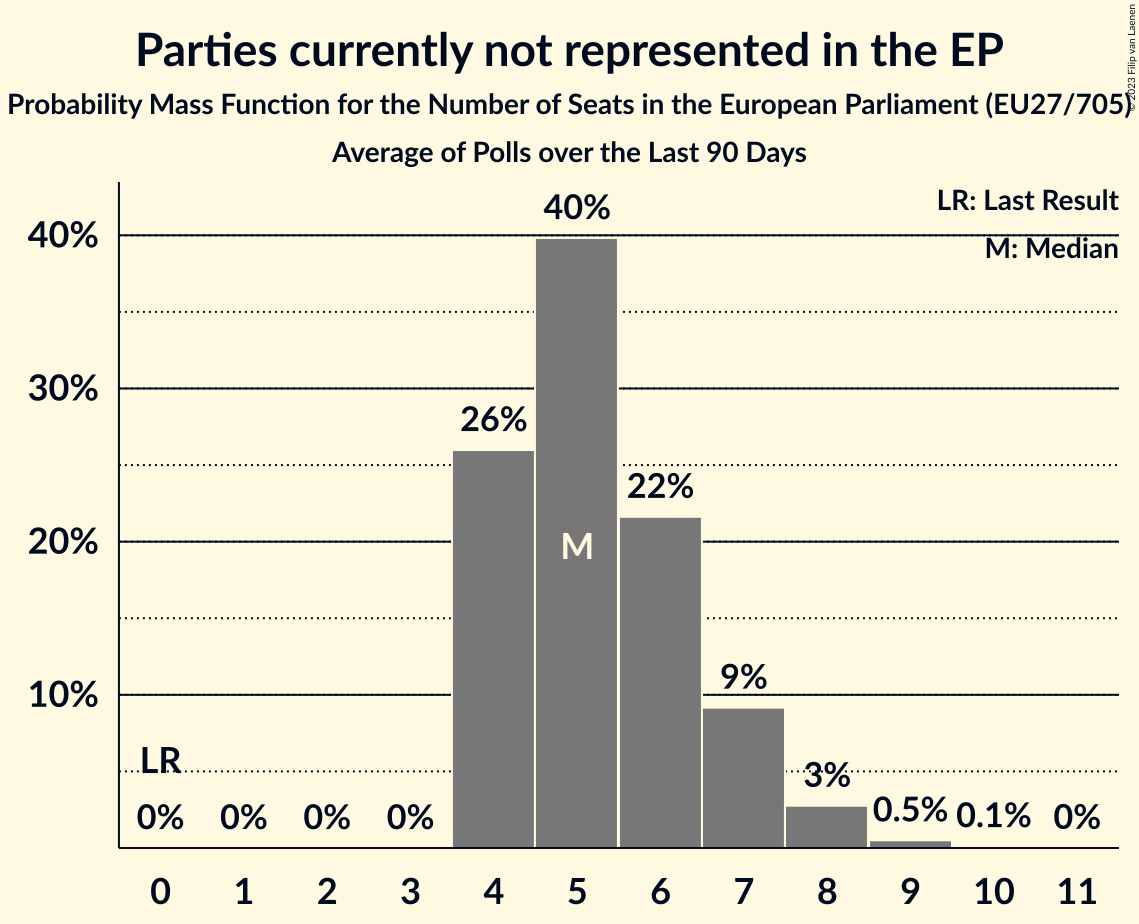 Parties currently not represented in the EP
Probability Mass Function for the Number of Seats in the European Parliament (EU27/705)
Average of Polls over the Last 90 Days
© 2023 Filip van Laenen
LR: Last Result
M: Median
40%
30%
20%
10%
LR
0%
0%
0%
0%
26%
40%
M
22%
9%
3%
0.5%
0.1%
0%
0 1 2 3 4 5 6 7 8 9 10 11